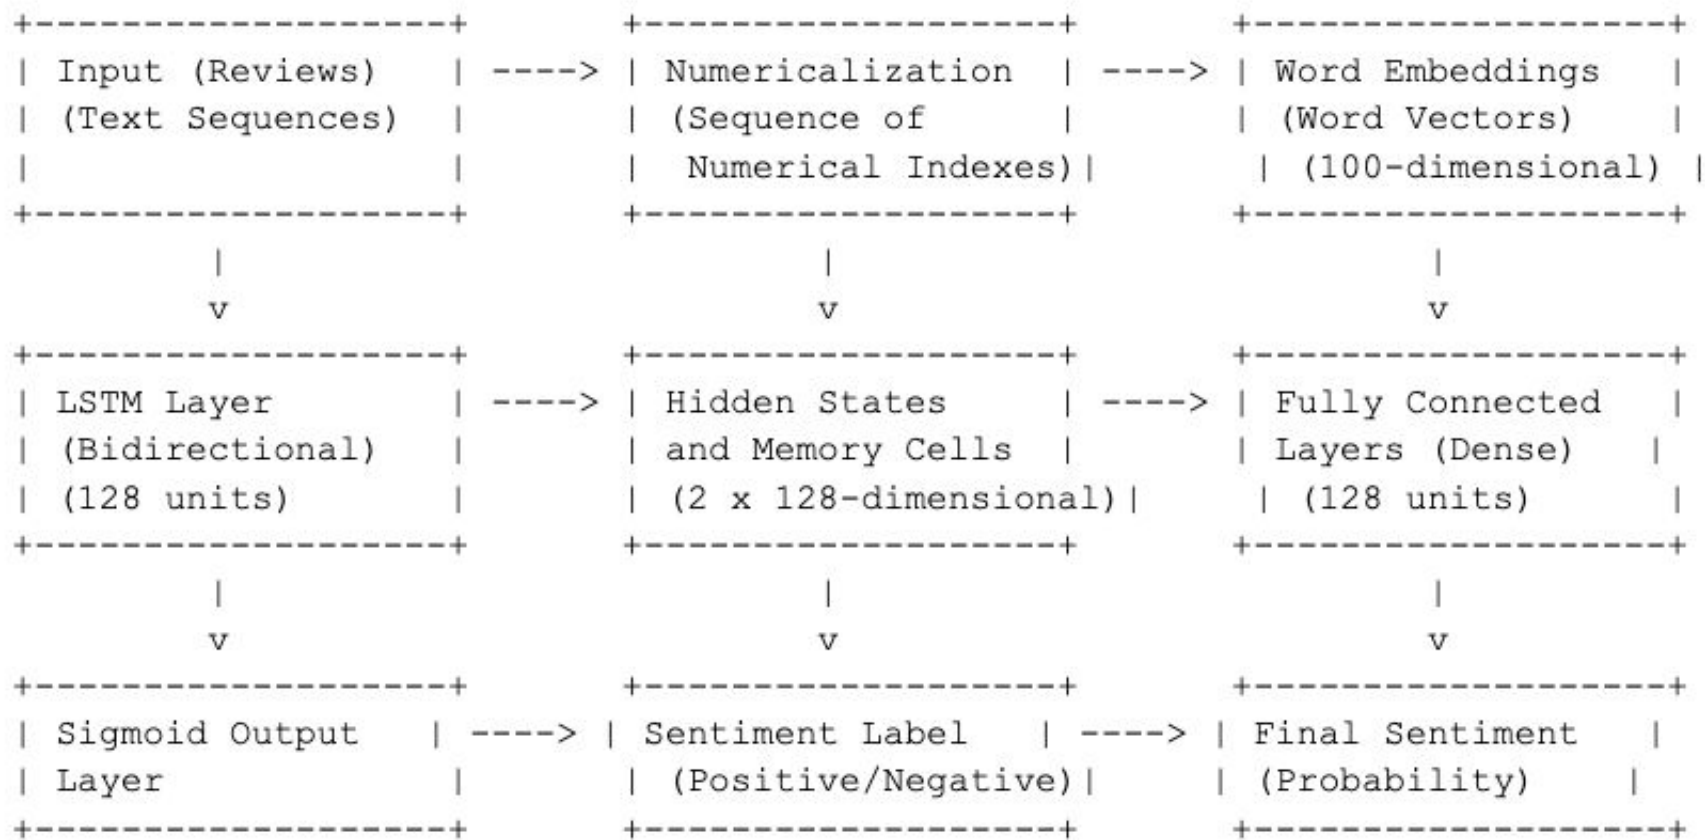 +-------------------+       +-------------------+       +-------------------+
| Input (Reviews)   | ----> | Numericalization  | ----> | Word Embeddings   |
| (Text Sequences)  |       | (Sequence of      |       | (Word Vectors)    |
|                   |       |  Numerical Indexes)|       | (100-dimensional) |
+-------------------+       +-------------------+       +-------------------+
         |                           |                           |
         v                           v                           v
+-------------------+       +-------------------+       +-------------------+
| LSTM Layer        | ----> | Hidden States     | ----> | Fully Connected   |
| (Bidirectional)   |       | and Memory Cells  |       | Layers (Dense)   |
| (128 units)       |       | (2 x 128-dimensional)|     | (128 units)      |
+-------------------+       +-------------------+       +-------------------+
         |                           |                           |
         v                           v                           v
+-------------------+       +-------------------+       +-------------------+
| Sigmoid Output   | ----> | Sentiment Label   | ----> | Final Sentiment   |
| Layer             |       | (Positive/Negative)|     | (Probability)    |
+-------------------+       +-------------------+       +-------------------+